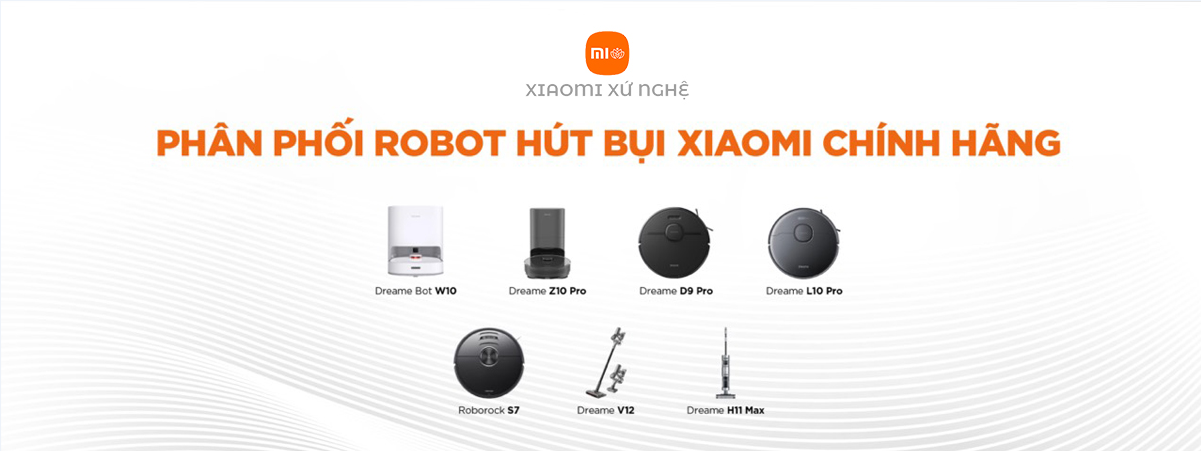 mi
XIAOMI XỨ NGHỆ
PHÂN PHỐI ROBOT HÚT BỤI XIAOMI CHÍNH HÃNG
Dreame Bot W10
Dreame Z10 Pro
Dreame D9 Pro
Dreame L10 Pro
Roborock S7
Dreame V12
Dreame H11 Max